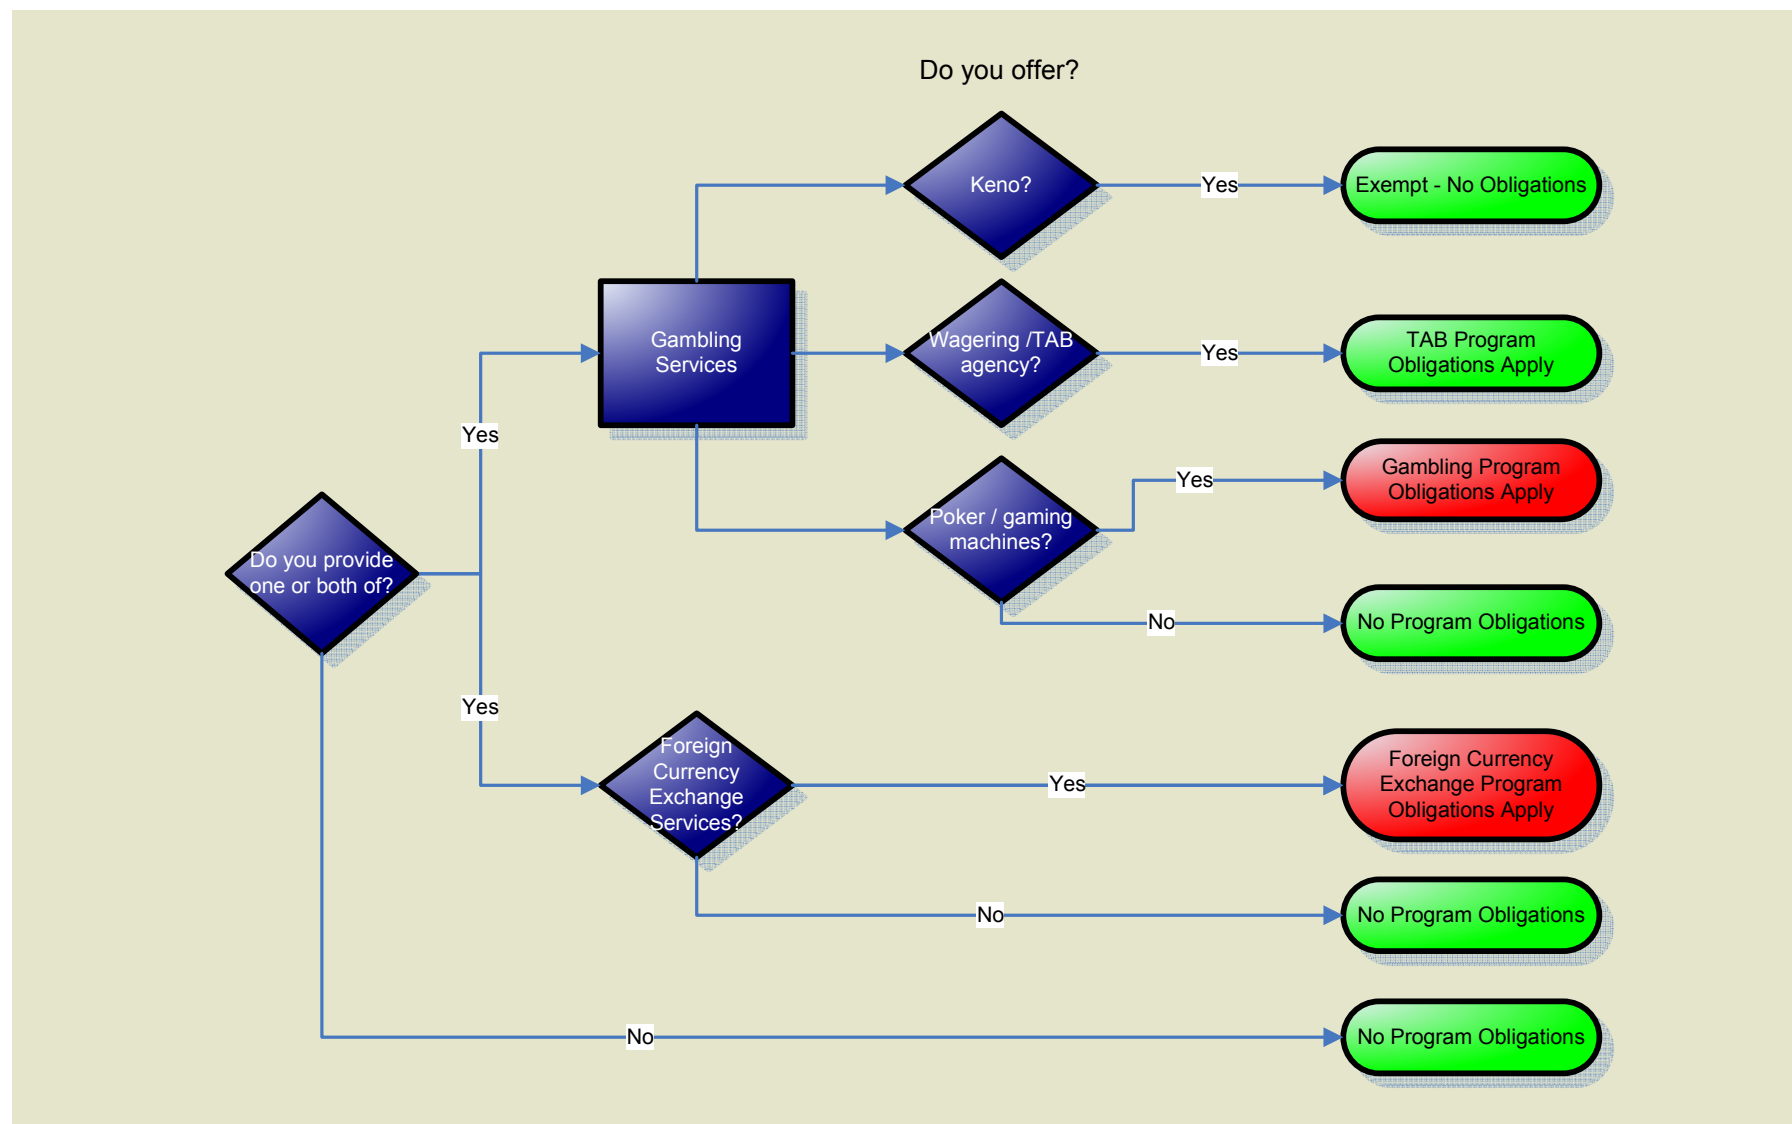 Do you offer?
Keno?
Yes
Exempt - No Obligations
Gambling
Services
Wagering /TAB
agency?
Yes
TAB Program
Obligations Apply
Yes
Poker / gaming
machines?
Yes
Gambling Program
Obligations Apply
No
No Program Obligations
Do you provide
one or both of?
Yes
Foreign
Currency
Exchange
Services?
Yes
Foreign Currency
Exchange Program
Obligations Apply
No
No Program Obligations
No
No Program Obligations